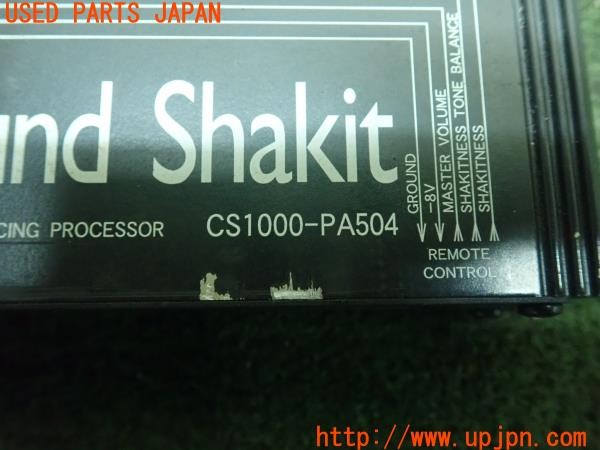 USED PARTS JAPAN
und Shakit
CING PROCESSOR
CS1000-PA504
GROUND
-8V
MASTER VOLUME
SHAKITNESS TONE BALANCE
SHAKITNESS
REMOTE
CONTROL
http://www.upjpn.com/